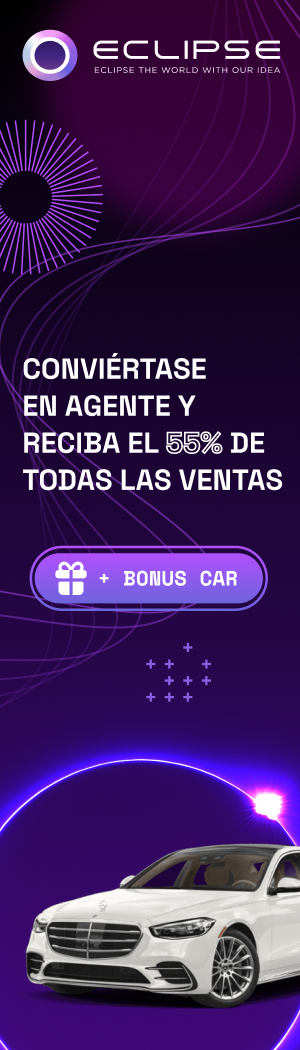 ECLIPSE
ECLIPSE THE WORLD WITH OUR IDEA
CONVIÉRTASE
EN AGENTE Y
RECIBA EL 55% DE
TODAS LAS VENTAS
+ BONUS CAR